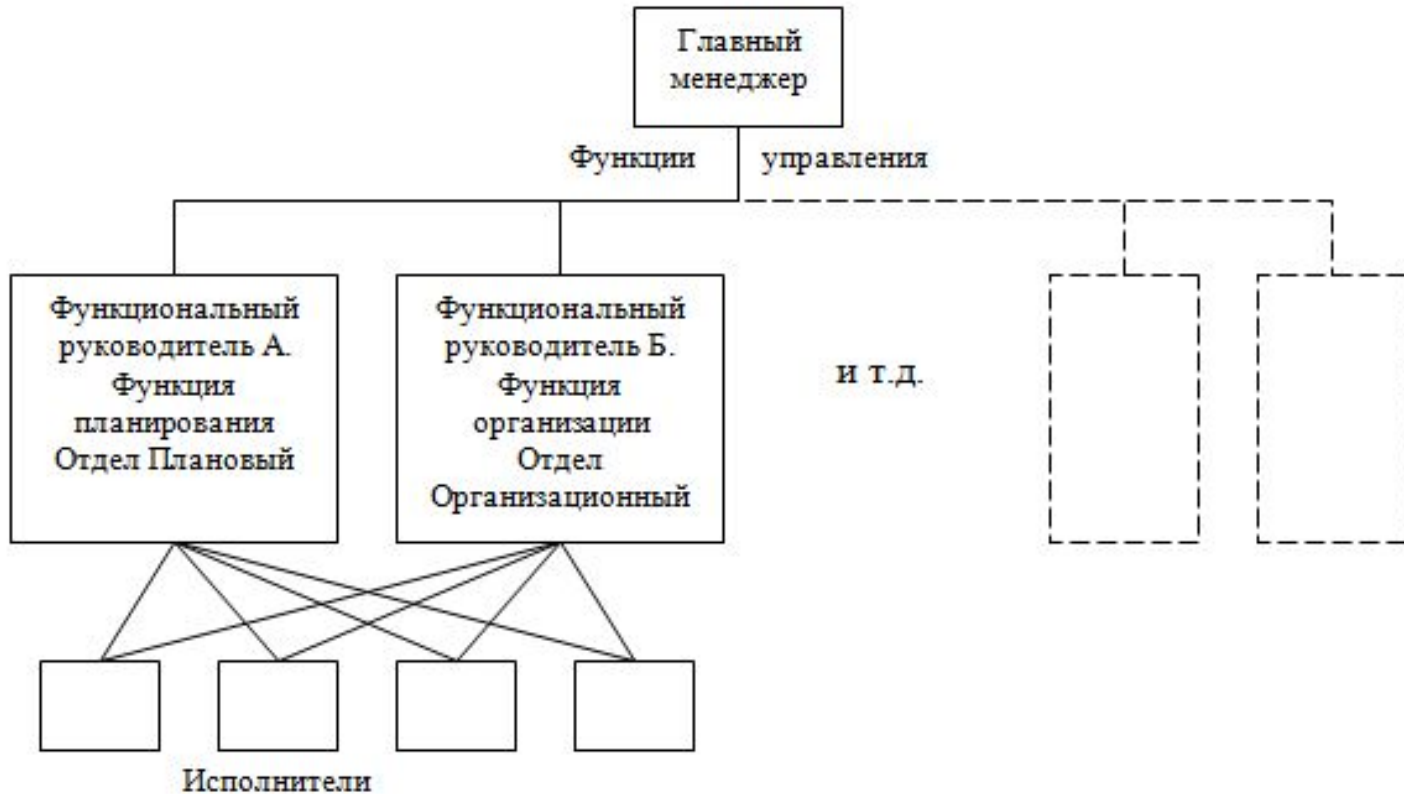 Главный
менеджер
Функции управления
Функциональный
руководитель А.
Функция
планирования
Отдел Плановый
Функциональный
руководитель Б.
Функция
организации
Отдел
Организационный
и т.д.
Исполнители